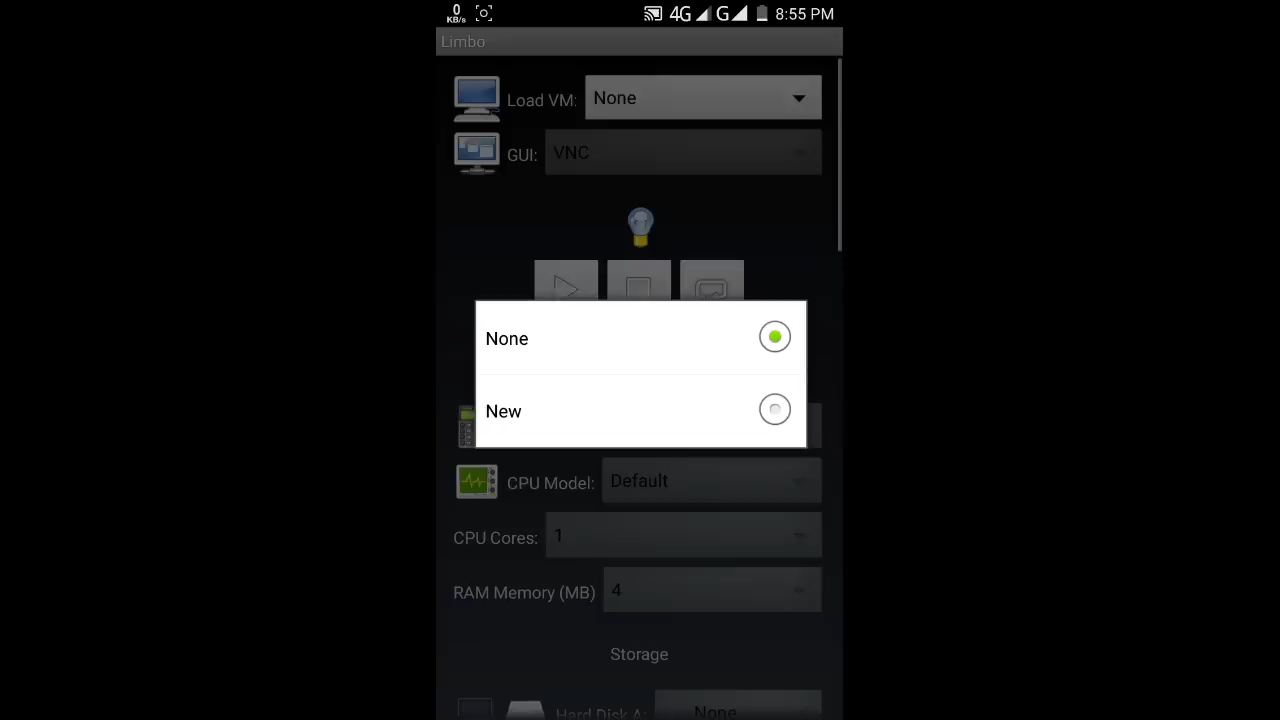 0 KB/s 4G G 8:55 PM
Limbo
Load VM: None
GUI: VNC
None
New
CPU Model: Default
CPU Cores: 1
RAM Memory (MB) 4
Storage
Hard Disk A: None